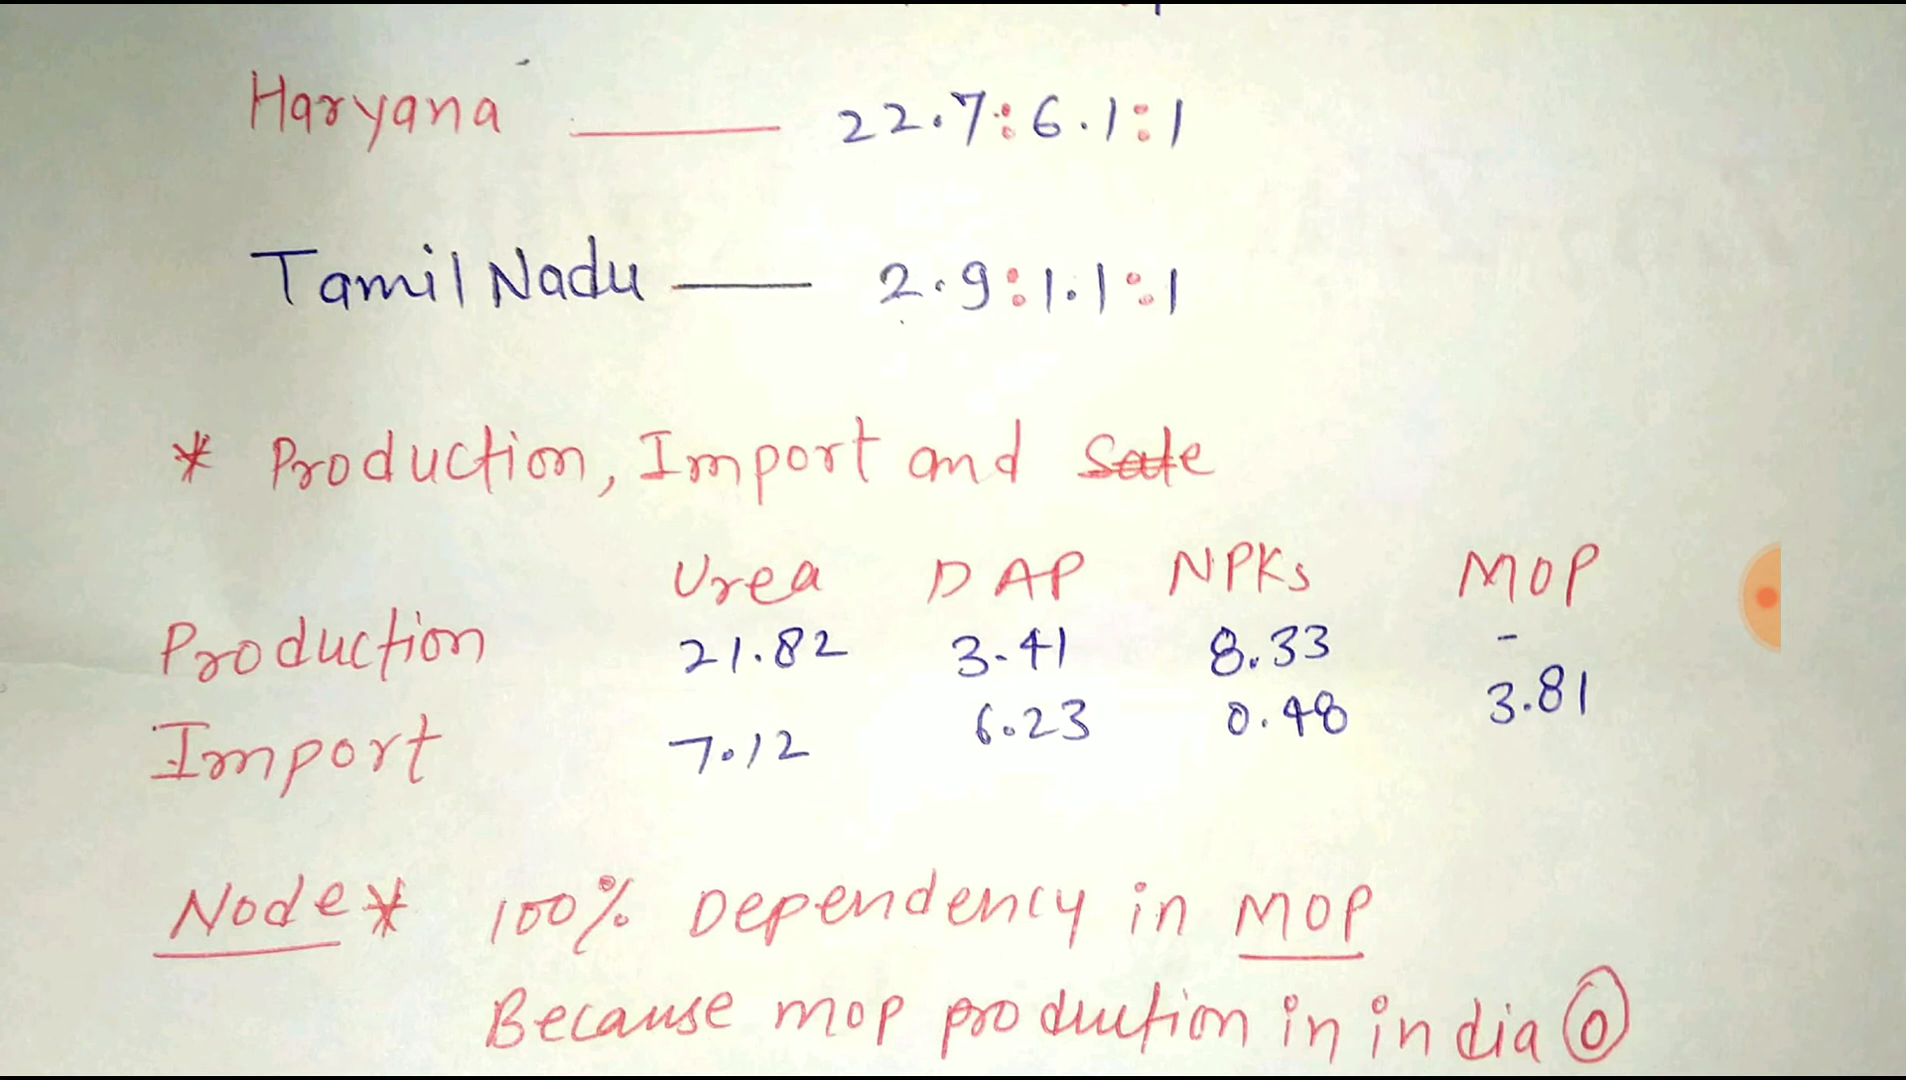 Haryana —— 22.7:6.1:1
Tamil Nadu —— 2.9:1.1:1
* Production, Import and Sale
Urea DAP NPKs MOP
Production 21.82 3.41 8.33 -
Import 7.12 6.23 0.48 3.81
Node* 100% Dependency in MOP
Because mop production in india 0